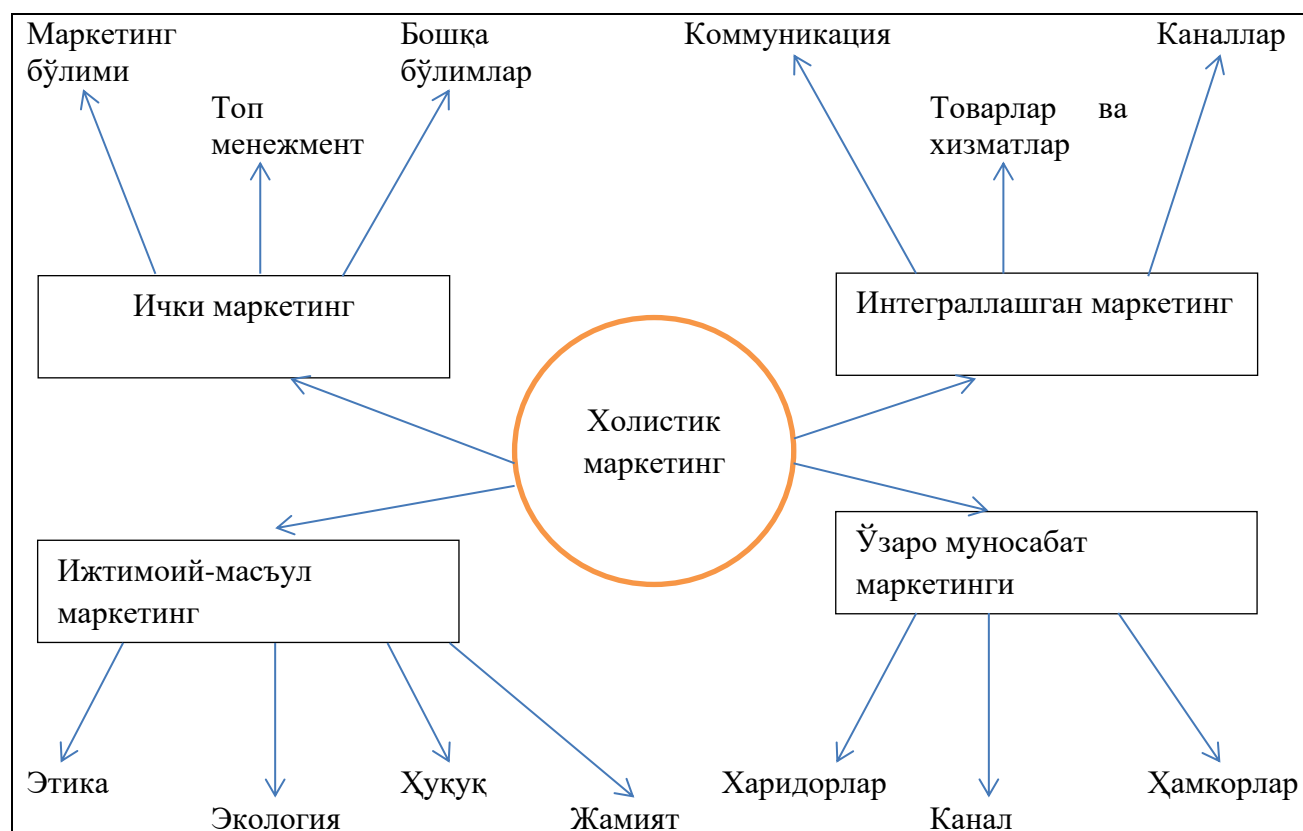 Маркетинг
бўлими
Бошқа
бўлимлар
Коммуникация
Каналлар
Топ
менежмент
Товарлар ва
хизматлар
Ички маркетинг
Интеграллашган маркетинг
Холистик
маркетинг
Ижтимоий-масъул
маркетинг
Ўзаро муносабат
маркетинги
Этика
Экология
Ҳуқуқ
Жамият
Харидорлар
Канал
Ҳамкорлар